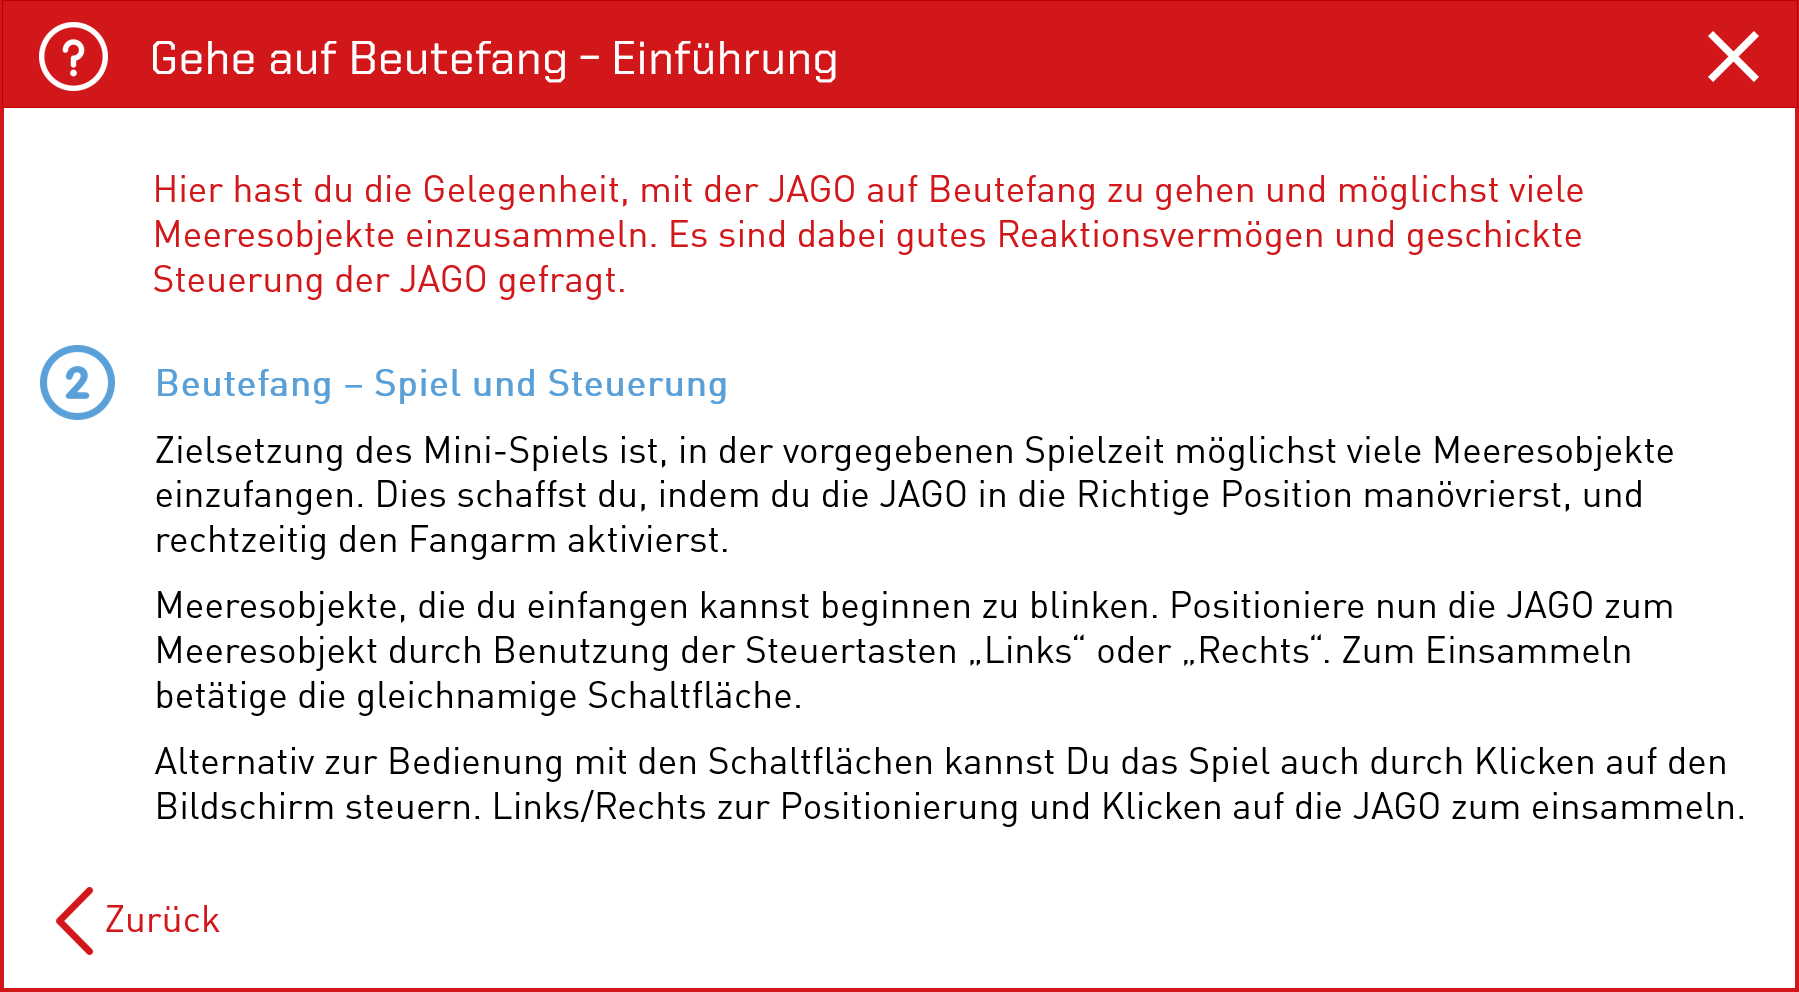 ? Gehe auf Beutefang – Einführung
Hier hast du die Gelegenheit, mit der JAGO auf Beutefang zu gehen und möglichst viele
Meeresobjekte einzusammeln. Es sind dabei gutes Reaktionsvermögen und geschickte
Steuerung der JAGO gefragt.
2 Beutefang – Spiel und Steuerung
Zielsetzung des Mini-Spiels ist, in der vorgegebenen Spielzeit möglichst viele Meeresobjekte
einzufangen. Dies schaffst du, indem du die JAGO in die Richtige Position manövrierst, und
rechtzeitig den Fangarm aktivierst.
Meeresobjekte, die du einfangen kannst beginnen zu blinken. Positioniere nun die JAGO zum
Meeresobjekt durch Benutzung der Steuertasten „Links“ oder „Rechts“. Zum Einsammeln
betätige die gleichnamige Schaltfläche.
Alternativ zur Bedienung mit den Schaltflächen kannst Du das Spiel auch durch Klicken auf den
Bildschirm steuern. Links/Rechts zur Positionierung und Klicken auf die JAGO zum einsammeln.
Zurück